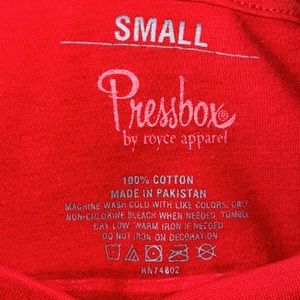 SMALL
Pressbox®
by royce apparel
100% COTTON
MADE IN PAKISTAN
MACHINE WASH COLD WITH LIKE COLORS, ONLY
NON-CHLORINE BLEACH WHEN NEEDED, TUMBLE
DRY LOW, WARM IRON IF NEEDED
DO NOT IRON ON DECORATION
RN74802